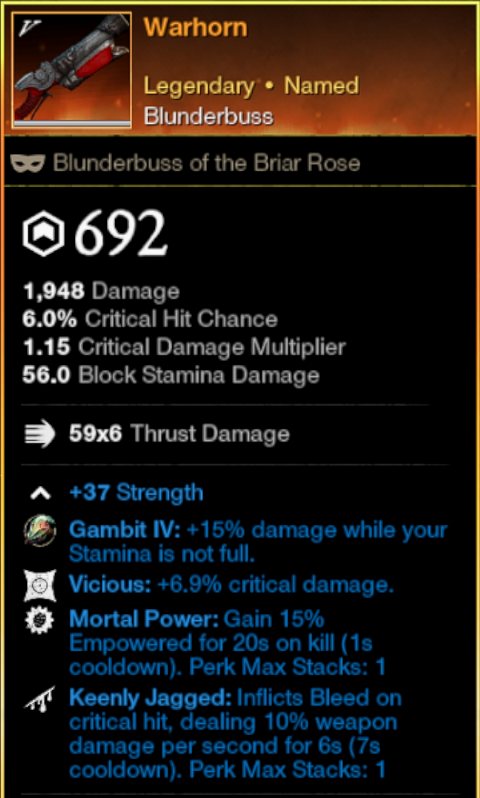 V
Warhorn
Legendary • Named
Blunderbuss
Blunderbuss of the Briar Rose
692
1,948 Damage
6.0% Critical Hit Chance
1.15 Critical Damage Multiplier
56.0 Block Stamina Damage
59x6 Thrust Damage
+37 Strength
Gambit IV: +15% damage while your
Stamina is not full.
Vicious: +6.9% critical damage.
Mortal Power: Gain 15%
Empowered for 20s on kill (1s
cooldown). Perk Max Stacks: 1
Keenly Jagged: Inflicts Bleed on
critical hit, dealing 10% weapon
damage per second for 6s (7s
cooldown). Perk Max Stacks: 1